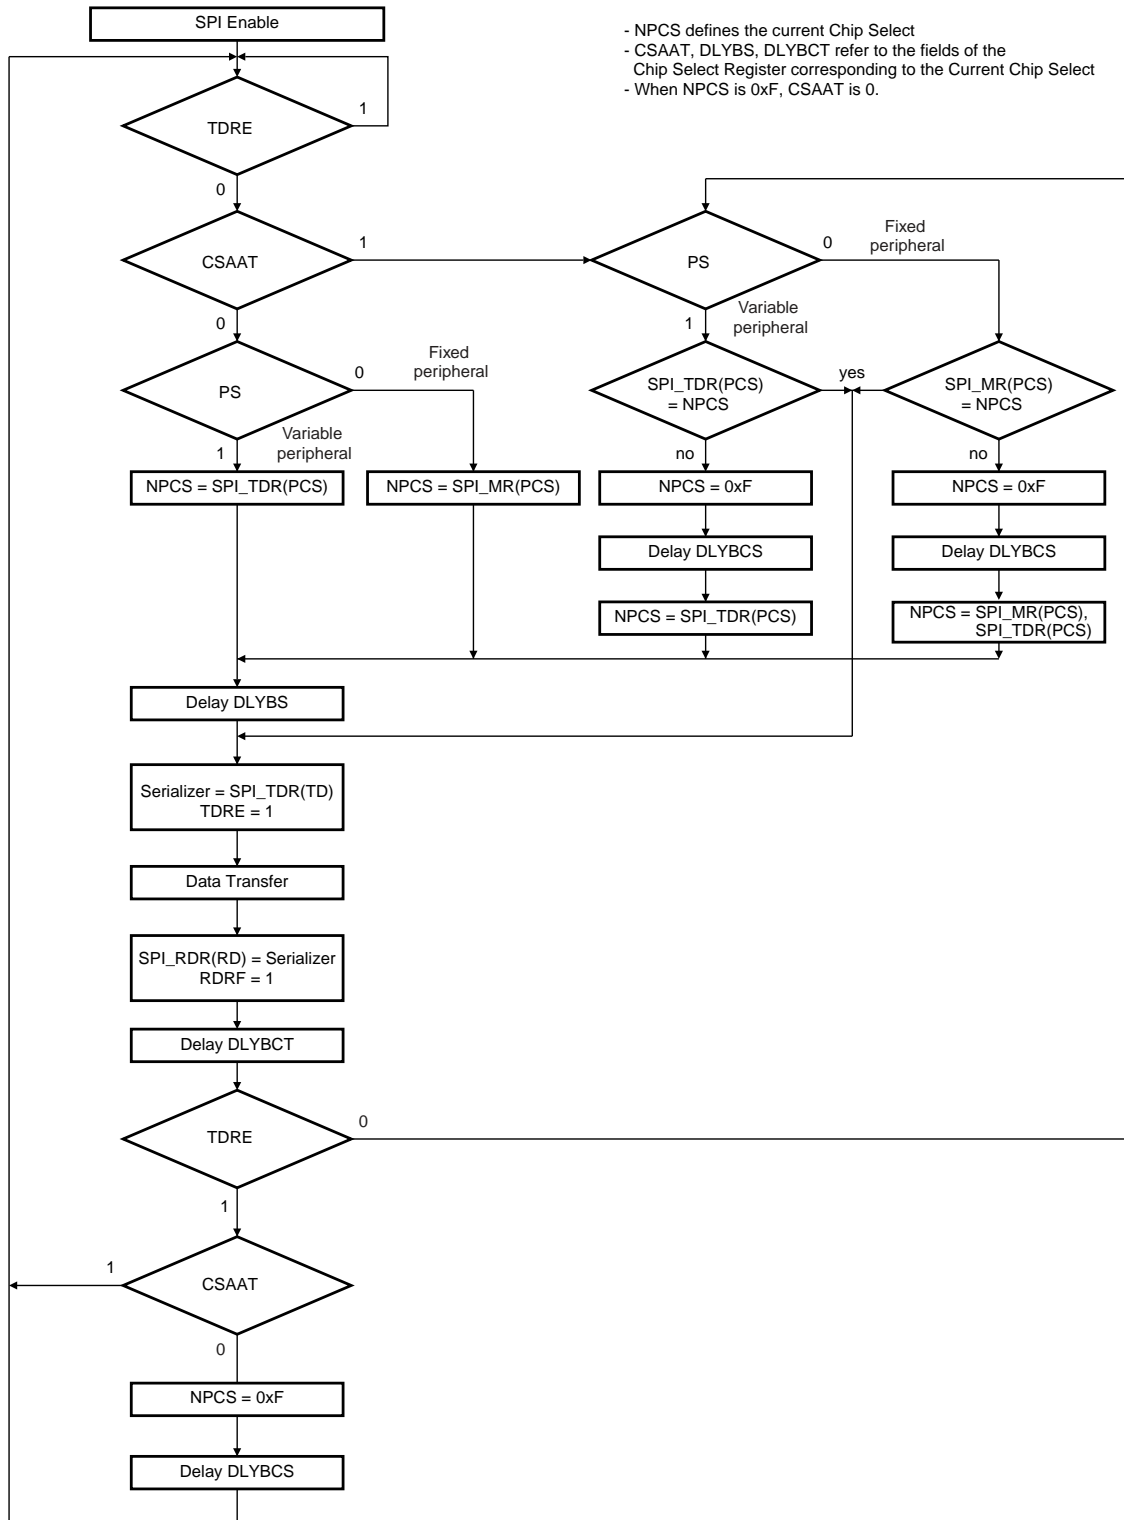 SPI Enable
- NPCS defines the current Chip Select
- CSAAT, DLYBS, DLYBCT refer to the fields of the
Chip Select Register corresponding to the Current Chip Select
- When NPCS is 0xF, CSAAT is 0.
1
TDRE
0
CSAAT
1
PS
0
Fixed
peripheral
0
1
Variable
peripheral
PS
0
Fixed
peripheral
SPI_TDR(PCS)
= NPCS
yes
SPI_MR(PCS)
= NPCS
1
Variable
peripheral
no
no
NPCS = SPI_TDR(PCS)
NPCS = SPI_MR(PCS)
NPCS = 0xF
NPCS = 0xF
Delay DLYBCS
Delay DLYBCS
NPCS = SPI_TDR(PCS)
NPCS = SPI_MR(PCS),
SPI_TDR(PCS)
Delay DLYBS
Serializer = SPI_TDR(TD)
TDRE = 1
Data Transfer
SPI_RDR(RD) = Serializer
RDRF = 1
Delay DLYBCT
TDRE
0
1
CSAAT
1
0
NPCS = 0xF
Delay DLYBCS